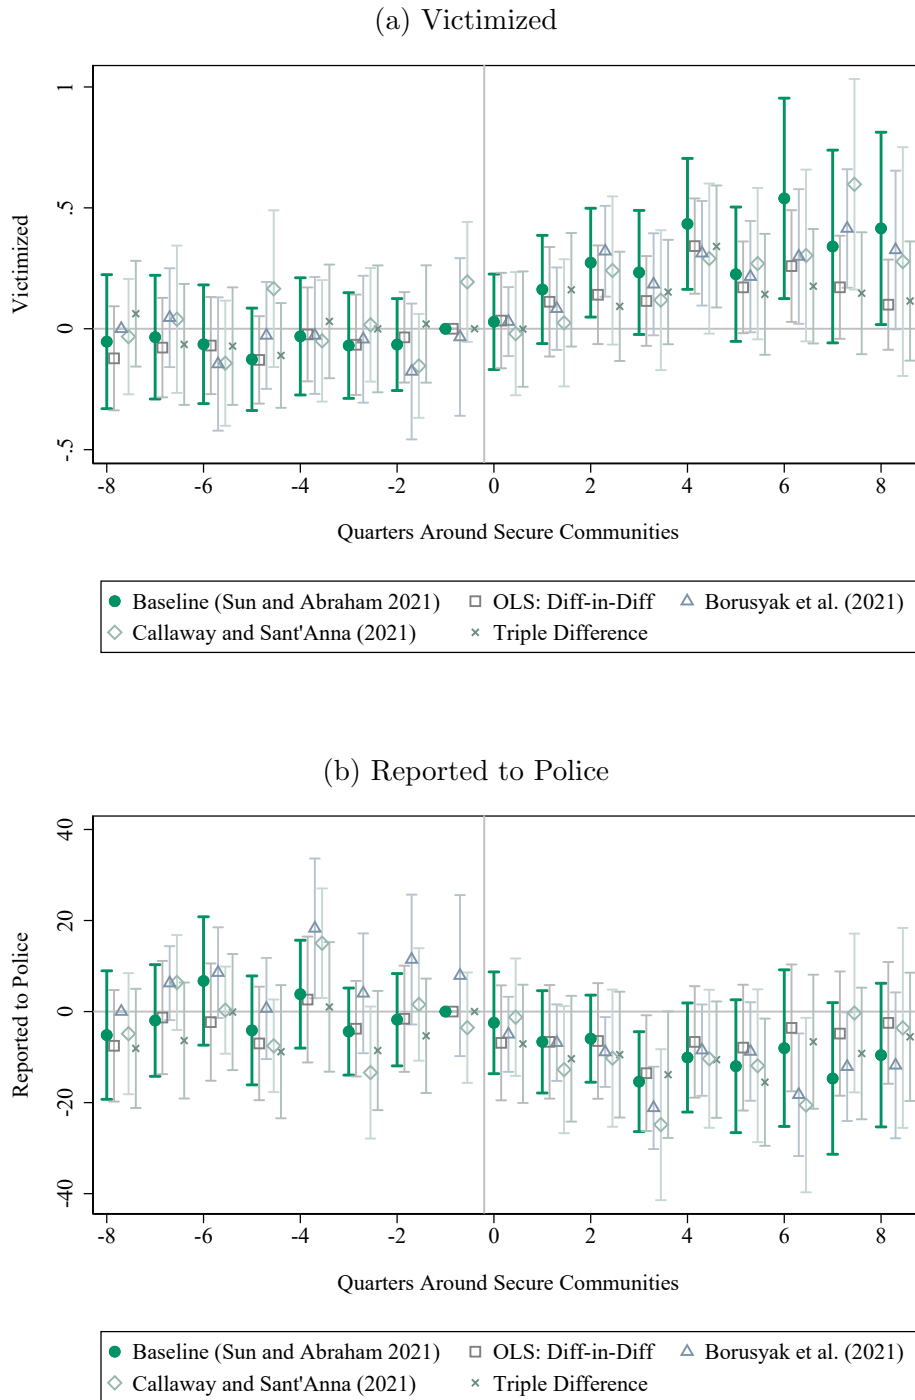 (a) Victimized
1
.5
0
-.5
Victimized
-8 -6 -4 -2 0 2 4 6 8
Quarters Around Secure Communities
Baseline (Sun and Abraham 2021) OLS: Diff-in-Diff Borusyak et al. (2021)
Callaway and Sant'Anna (2021) Triple Difference
(b) Reported to Police
40
20
0
-20
-40
Reported to Police
-8 -6 -4 -2 0 2 4 6 8
Quarters Around Secure Communities
Baseline (Sun and Abraham 2021) OLS: Diff-in-Diff Borusyak et al. (2021)
Callaway and Sant'Anna (2021) Triple Difference